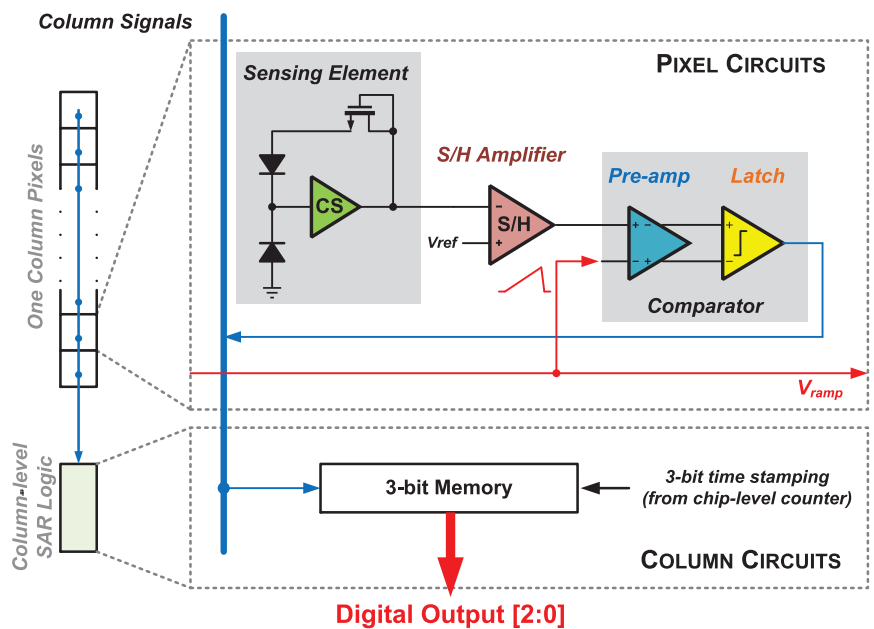 Column Signals
PIXEL CIRCUITS
Sensing Element
CS
S/H Amplifier
S/H
Vref
Pre-amp
Latch
+ -
- +
+
-
-
+
Comparator
Vramp
One Column Pixels
Column-level
SAR Logic
3-bit Memory
3-bit time stamping
(from chip-level counter)
COLUMN CIRCUITS
Digital Output [2:0]